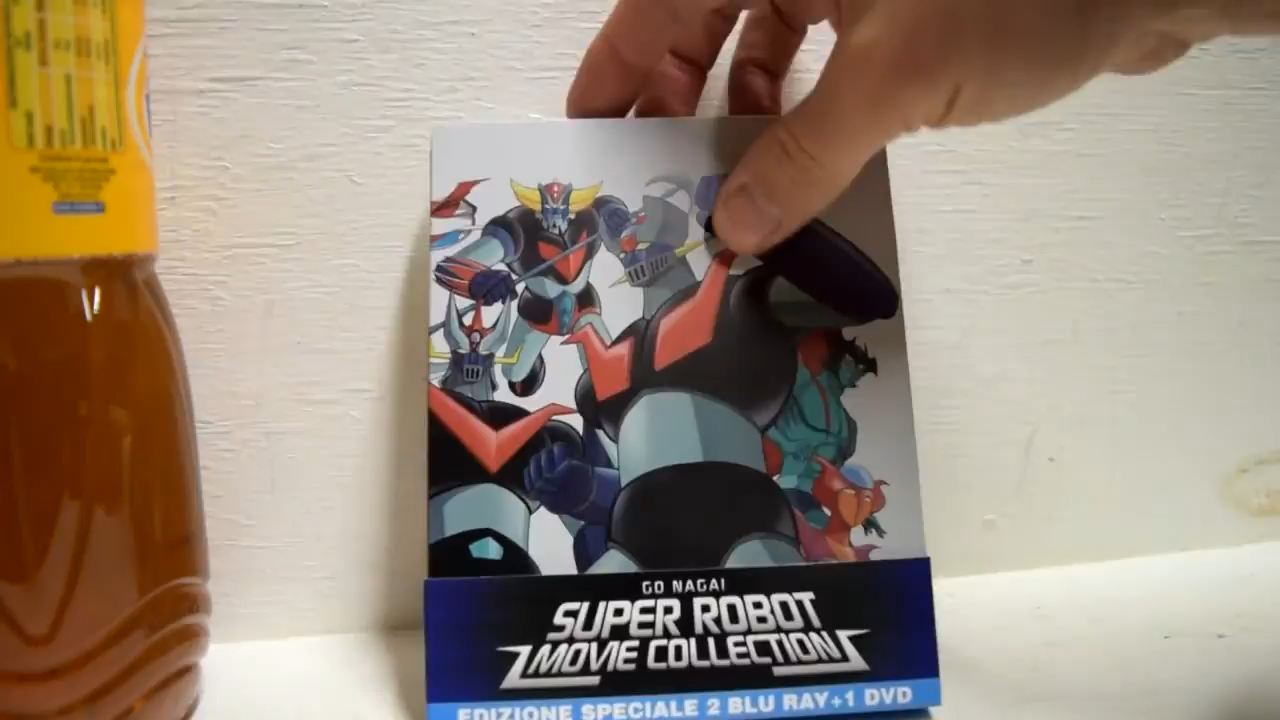 GO NAGAI
SUPER ROBOT
MOVIE COLLECTION
EDIZIONE SPECIALE 2 BLU RAY+1 DVD